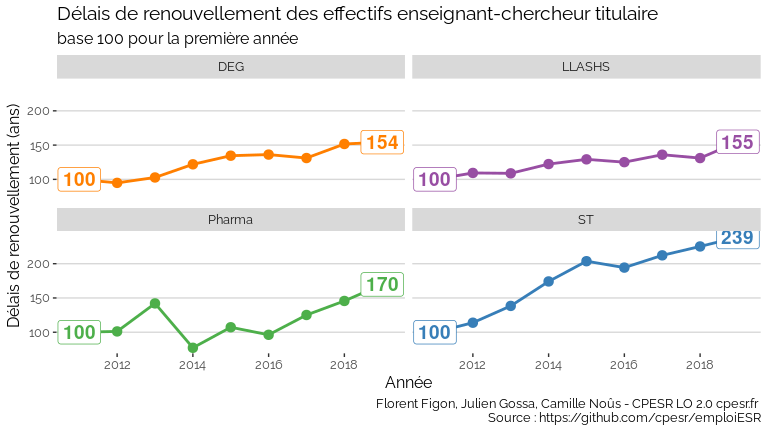 Délais de renouvellement des effectifs enseignant-chercheur titulaire
base 100 pour la première année
Délais de renouvellement (ans)
DEG
LLASHS
200
150
100
100
154
100
155
Pharma
ST
200
150
100
100
170
100
239
2012
2014
2016
2018
2012
2014
2016
2018
Année
Florent Figon, Julien Gossa, Camille Noûs - CPESR LO 2.0 cpesr.fr
Source : https://github.com/cpesr/emploiESR